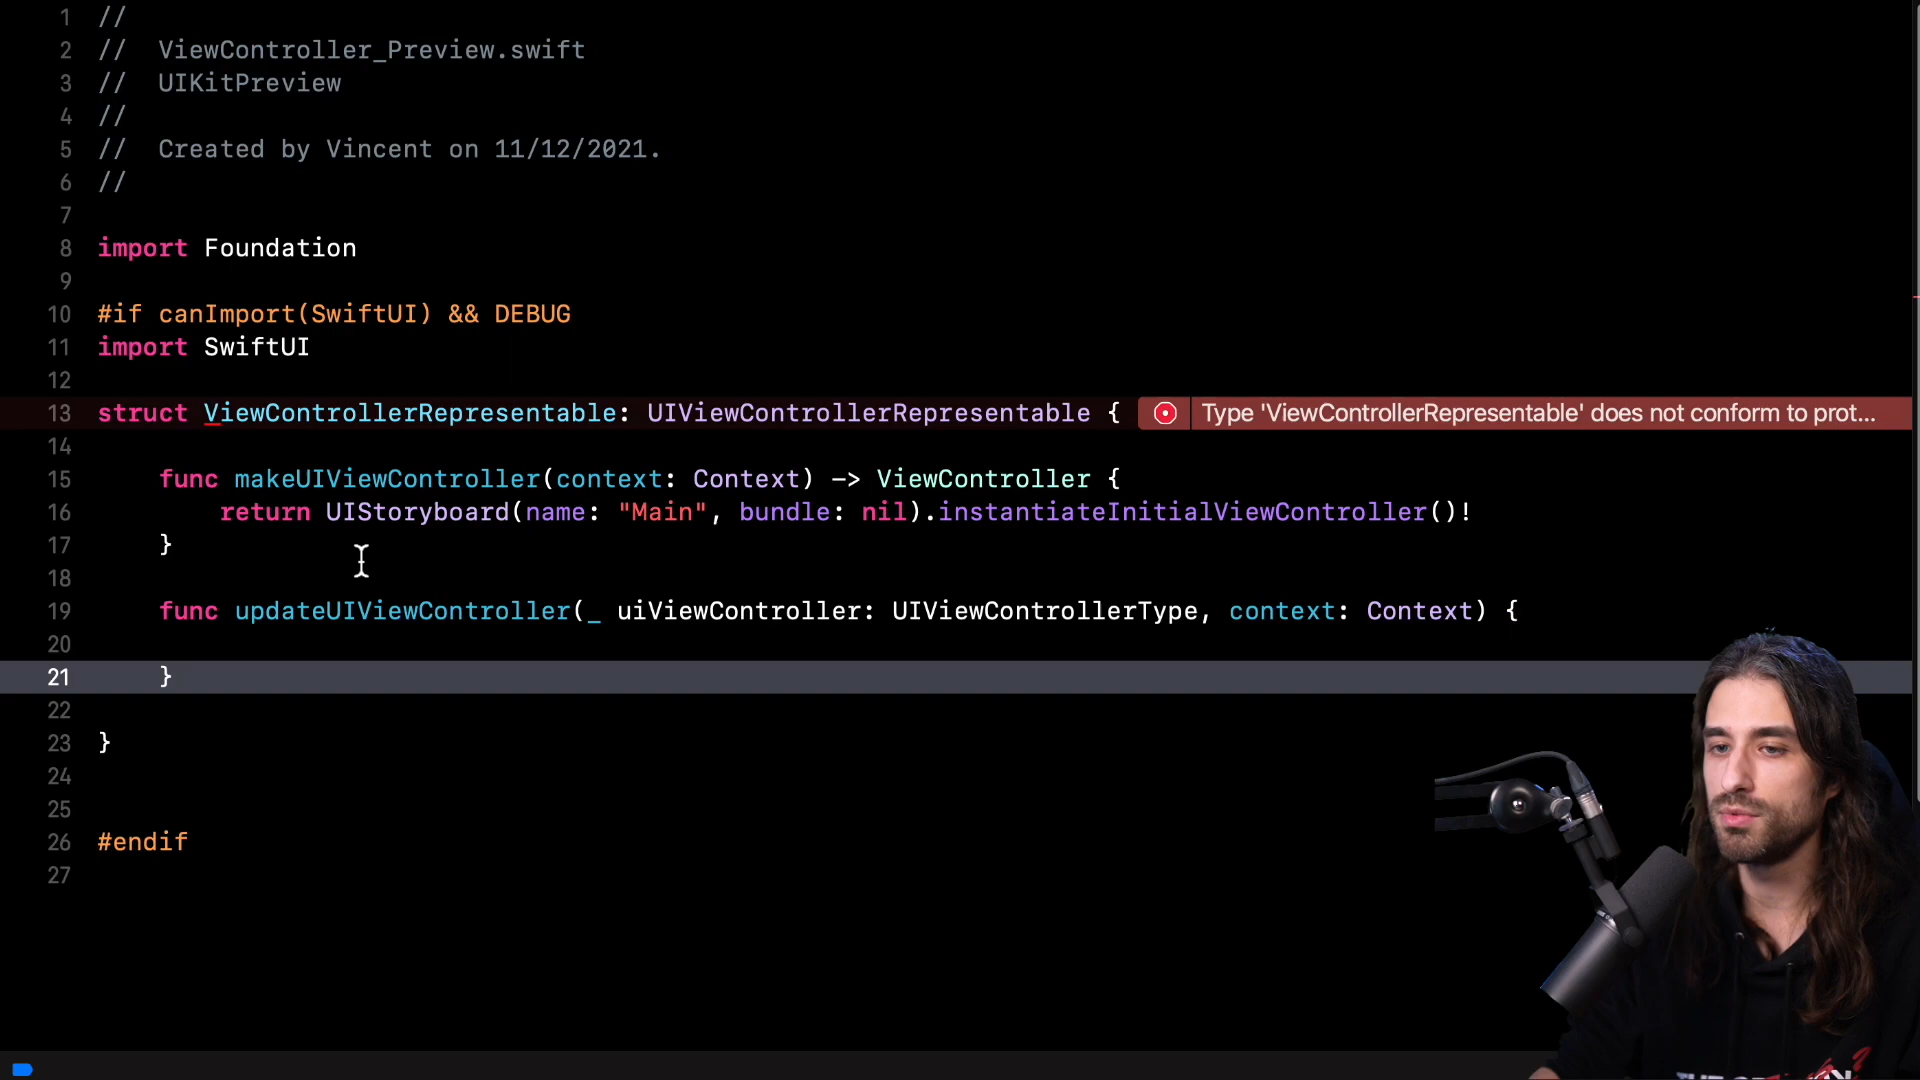 1 //
2 // ViewController_Preview.swift
3 // UIKitPreview
4 //
5 // Created by Vincent on 11/12/2021.
6 //
7
8 import Foundation
9
10 #if canImport(SwiftUI) && DEBUG
11 import SwiftUI
12
13 struct ViewControllerRepresentable: UIViewControllerRepresentable { Type 'ViewControllerRepresentable' does not conform to prot...
14
15 func makeUIViewController(context: Context) -> ViewController {
16 return UIStoryboard(name: "Main", bundle: nil).instantiateInitialViewController()!
17 }
18
19 func updateUIViewController(_ uiViewController: UIViewControllerType, context: Context) {
20
21 }
22
23 }
24
25
26 #endif
27